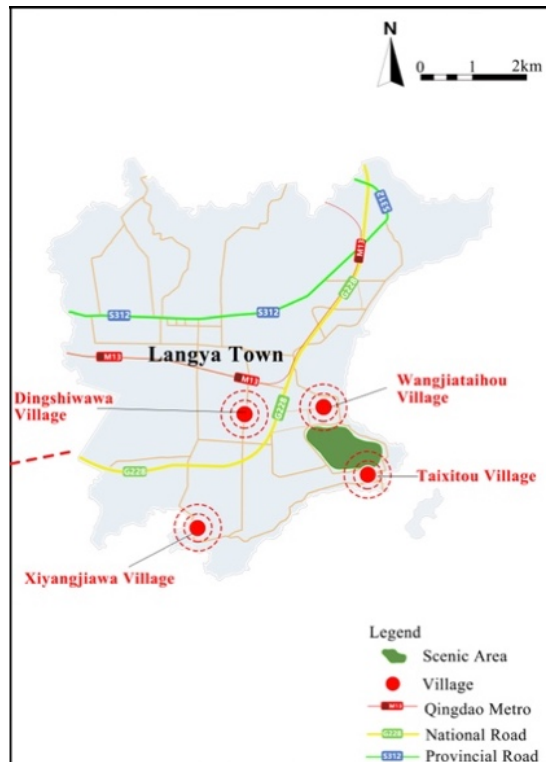 N
0 1 2km
S312
M13
G228
S312
S312
M13
Langya Town
M13
Dingshiwawa
Village
Wangjiataihou
Village
G228
G228
Taixitou Village
Xiyangjiawa Village
Legend
Scenic Area
Village
M13 Qingdao Metro
G228 National Road
S312 Provincial Road